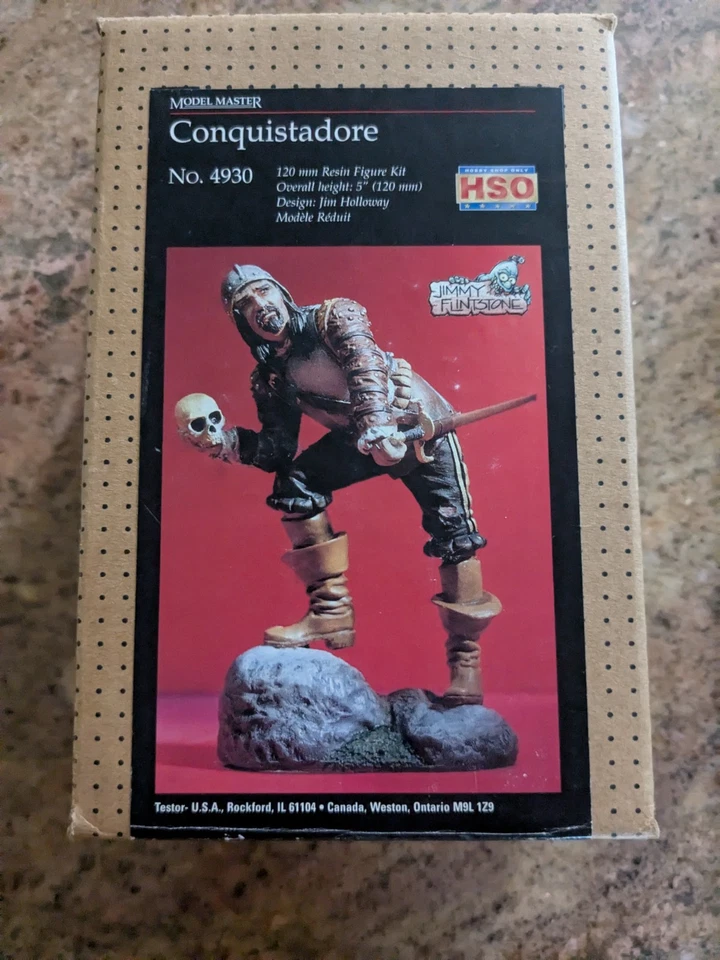 MODEL MASTER
Conquistadore
No. 4930
120 mm Resin Figure Kit
Overall height: 5" (120 mm)
Design: Jim Holloway
Modèle Réduit
HOBBY SHOP ONLY
HSO
JIMMY
FLINTSTONE
Testor- U.S.A., Rockford, IL 61104 • Canada, Weston, Ontario M9L 1Z9